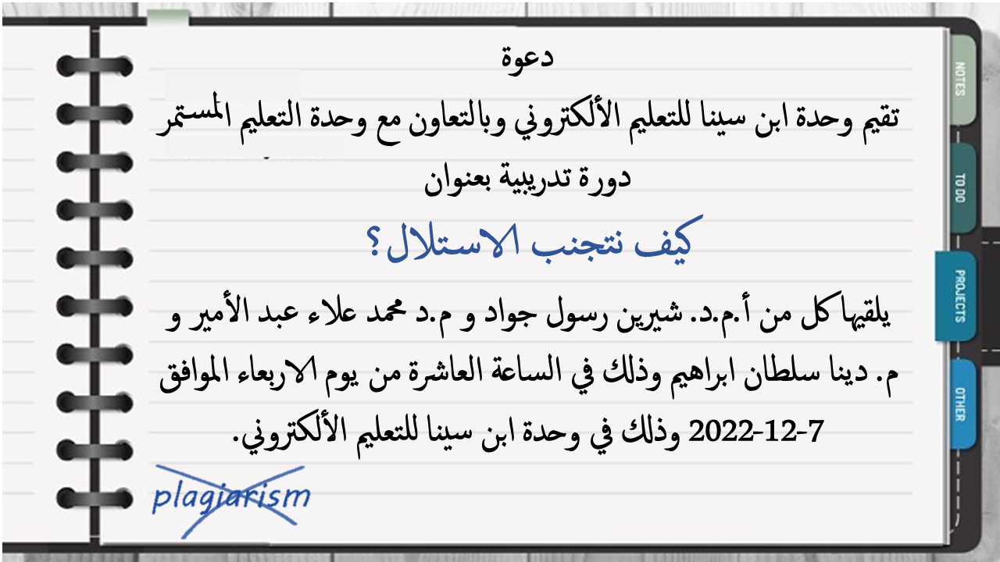 دعوة
تقيم وحدة ابن سينا للتعليم الألكتروني وبالتعاون مع وحدة التعليم المستمر
دورة تدريبية بعنوان
كيف نتجنب الاستلال؟
يلقيها كل من أ.م.د. شيرين رسول جواد و م.د محمد علاء عبد الأمير و
م. دينا سلطان ابراهيم وذلك في الساعة العاشرة من يوم الاربعاء الموافق
7-12-2022 وذلك في وحدة ابن سينا للتعليم الألكتروني.
plagiarism
NOTES
TO DO
PROJECTS
OTHER